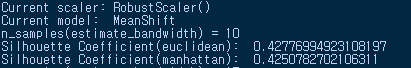 Current scaler: RobustScaler()
Current model:  MeanShift
n_samples(estimate_bandwidth) = 10
Silhouette Coefficient(euclidean):  0.42776994923108197
Silhouette Coefficient(manhattan):  0.4250782702106311